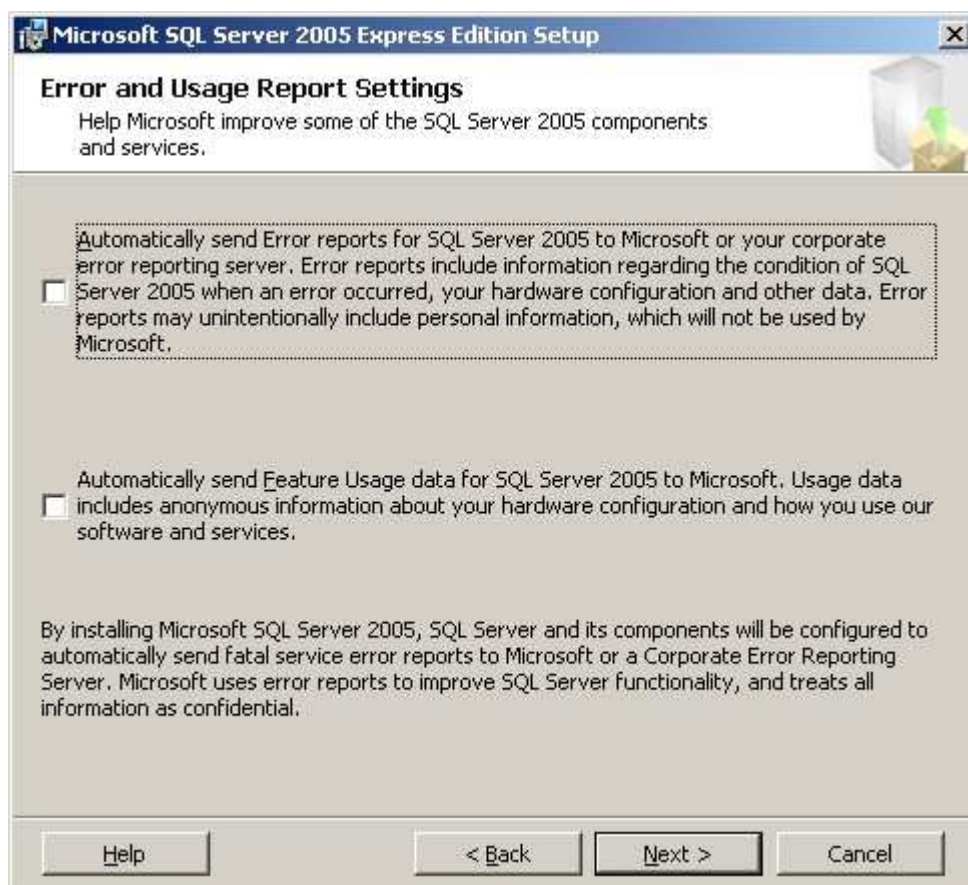 Microsoft SQL Server 2005 Express Edition Setup
Error and Usage Report Settings
Help Microsoft improve some of the SQL Server 2005 components
and services.
Automatically send Error reports for SQL Server 2005 to Microsoft or your corporate
error reporting server. Error reports include information regarding the condition of SQL
Server 2005 when an error occurred, your hardware configuration and other data. Error
reports may unintentionally include personal information, which will not be used by
Microsoft.
Automatically send Feature Usage data for SQL Server 2005 to Microsoft. Usage data
includes anonymous information about your hardware configuration and how you use our
software and services.
By installing Microsoft SQL Server 2005, SQL Server and its components will be configured to
automatically send fatal service error reports to Microsoft or a Corporate Error Reporting
Server. Microsoft uses error reports to improve SQL Server functionality, and treats all
information as confidential.
Help < Back Next > Cancel